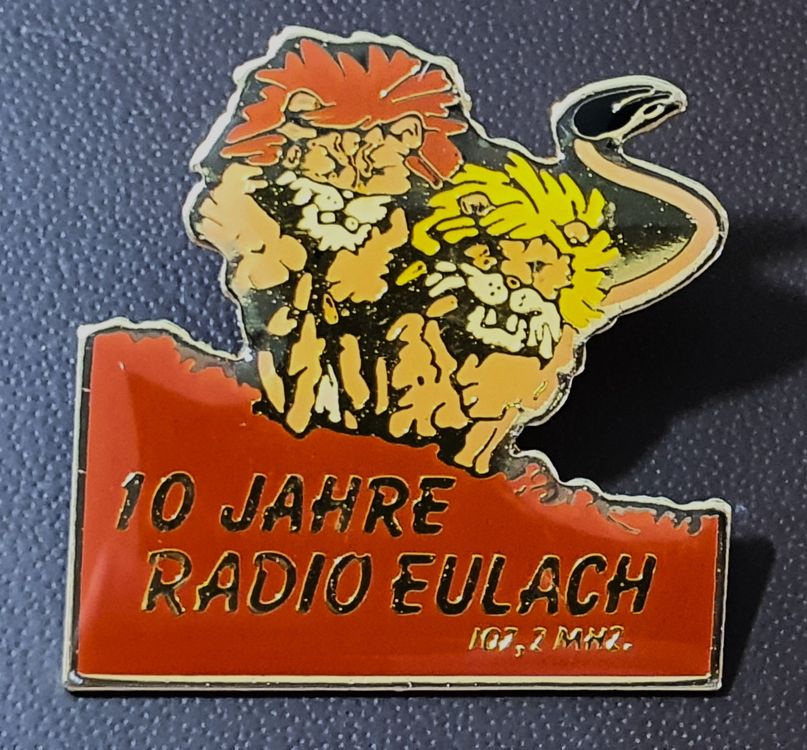 10 JAHRE
RADIO EULACH
107,2 MHZ.